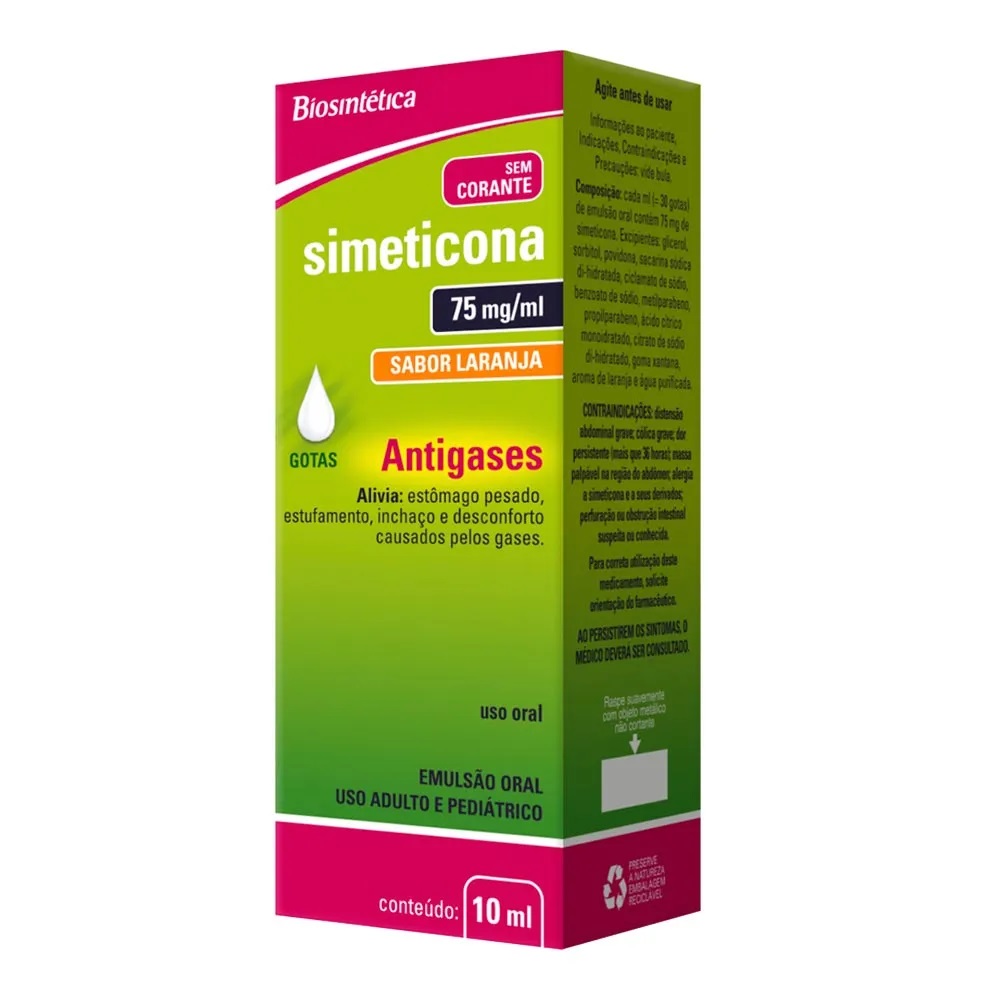 Biosintética
SEM
CORANTE
simeticona
75 mg/ml
SABOR LARANJA
GOTAS
Antigases
Alivia: estômago pesado,
estufamento, inchaço e desconforto
causados pelos gases.
uso oral
EMULSÃO ORAL
USO ADULTO E PEDIÁTRICO
conteúdo: 10 ml
Agite antes de usar
Informações ao paciente,
Indicações, Contraindicações e
Precauções: vide bula.
Composição: cada ml (= 30 gotas)
de emulsão oral contém 75 mg de
simeticona. Excipientes: glicerol,
sorbitol, povidona, sacarina sódica
di-hidratada, ciclamato de sódio,
benzoato de sódio, metilparabeno,
propilparabeno, ácido cítrico
monoidratado, citrato de sódio
di-hidratado, goma xantana,
aroma de laranja e água purificada.
CONTRAINDICAÇÕES: distensão
abdominal grave; cólica grave; dor
persistente (mais que 36 horas); massa
palpável na região do abdômen; alergia
a simeticona e a seus derivados;
perfuração ou obstrução intestinal
suspeita ou conhecida.
Para correta utilização deste
medicamento, solicite
orientação do farmacêutico.
AO PERSISTIREM OS SINTOMAS, O
MÉDICO DEVERÁ SER CONSULTADO.
Raspe suavemente
com objeto metálico
não cortante
PRESERVE
A NATUREZA
EMBALAGEM
RECICLÁVEL